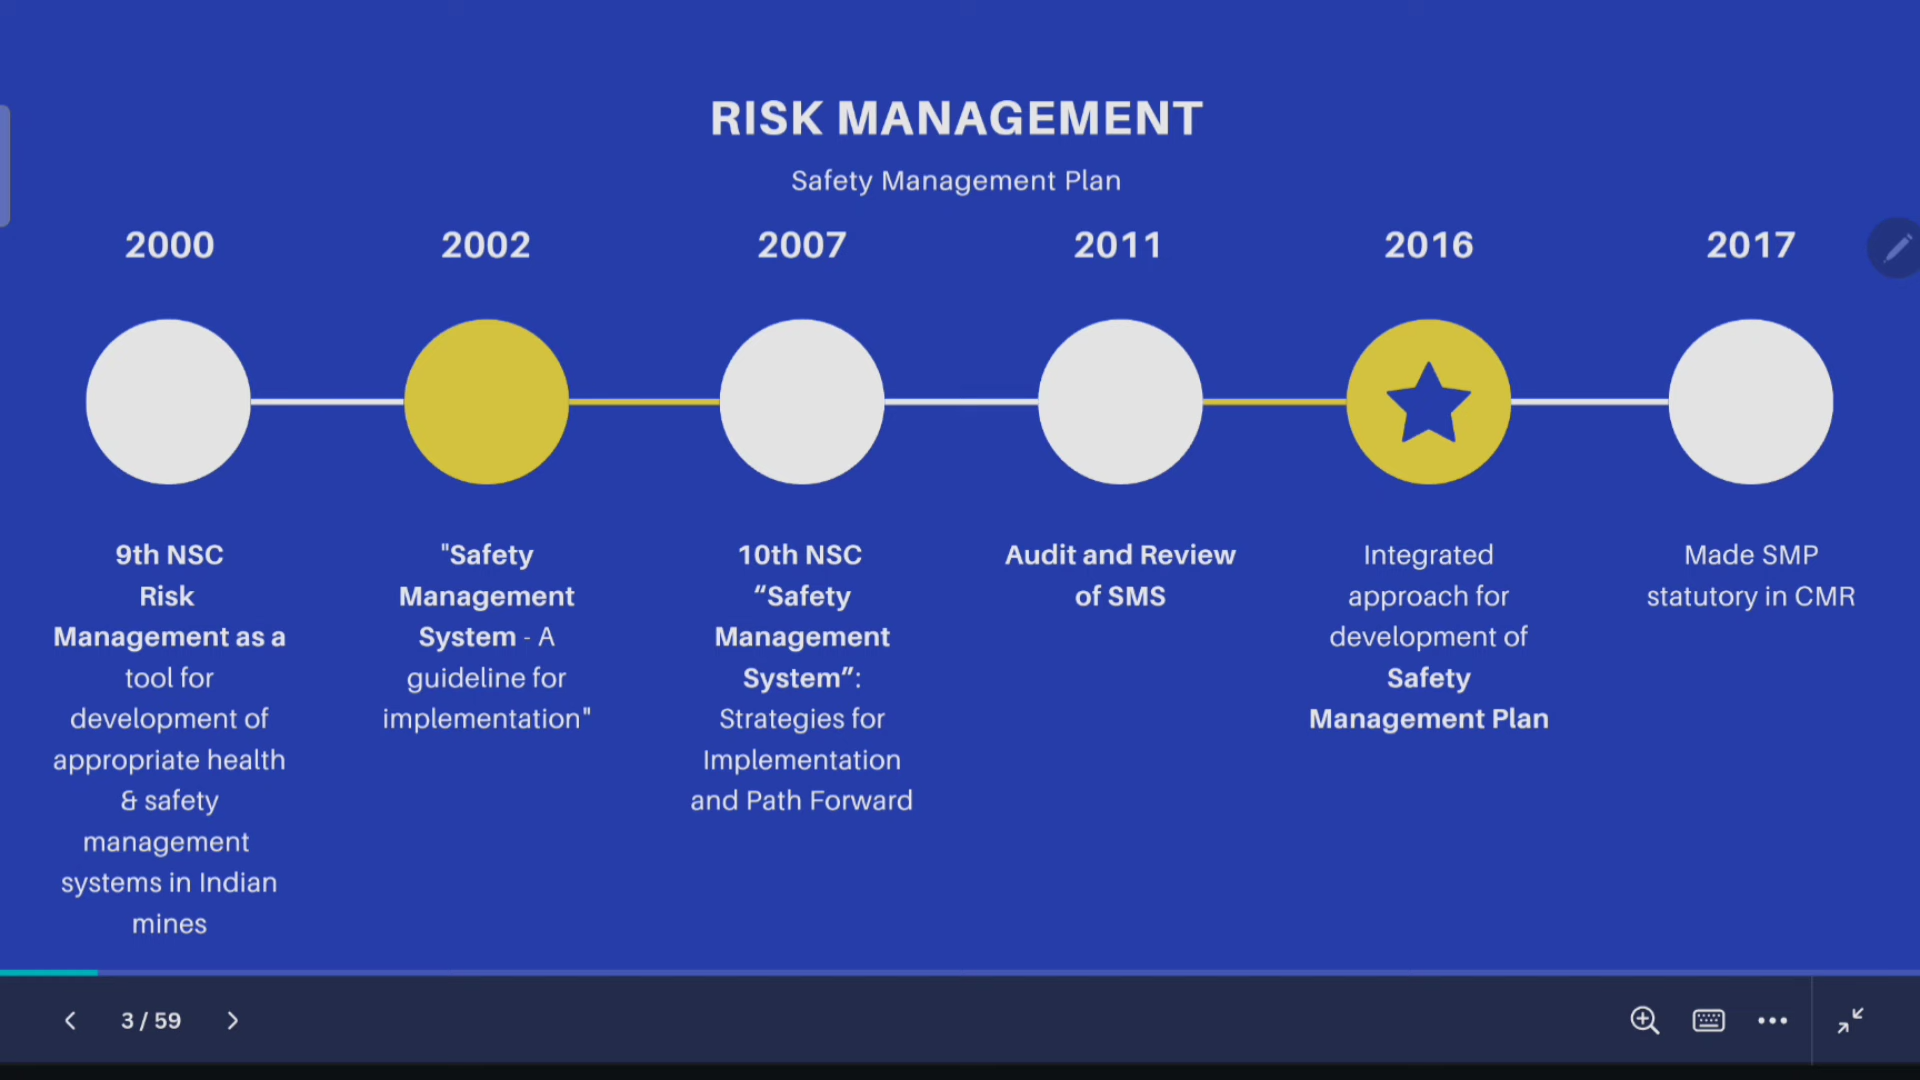 RISK MANAGEMENT
Safety Management Plan
2000
2002
2007
2011
2016
2017
9th NSC
Risk
Management as a
tool for
development of
appropriate health
& safety
management
systems in Indian
mines
"Safety
Management
System - A
guideline for
implementation"
10th NSC
“Safety
Management
System”:
Strategies for
Implementation
and Path Forward
Audit and Review
of SMS
Integrated
approach for
development of
Safety
Management Plan
Made SMP
statutory in CMR
3 / 59